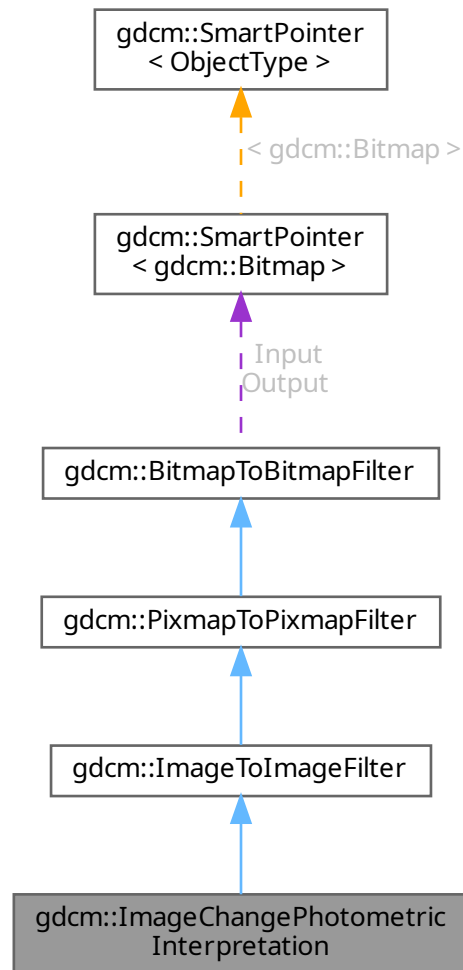 gdcm::SmartPointer
< ObjectType >
< gdcm::Bitmap >
gdcm::SmartPointer
< gdcm::Bitmap >
Input
Output
gdcm::BitmapToBitmapFilter
gdcm::PixmapToPixmapFilter
gdcm::ImageToImageFilter
gdcm::ImageChangePhotometric
Interpretation